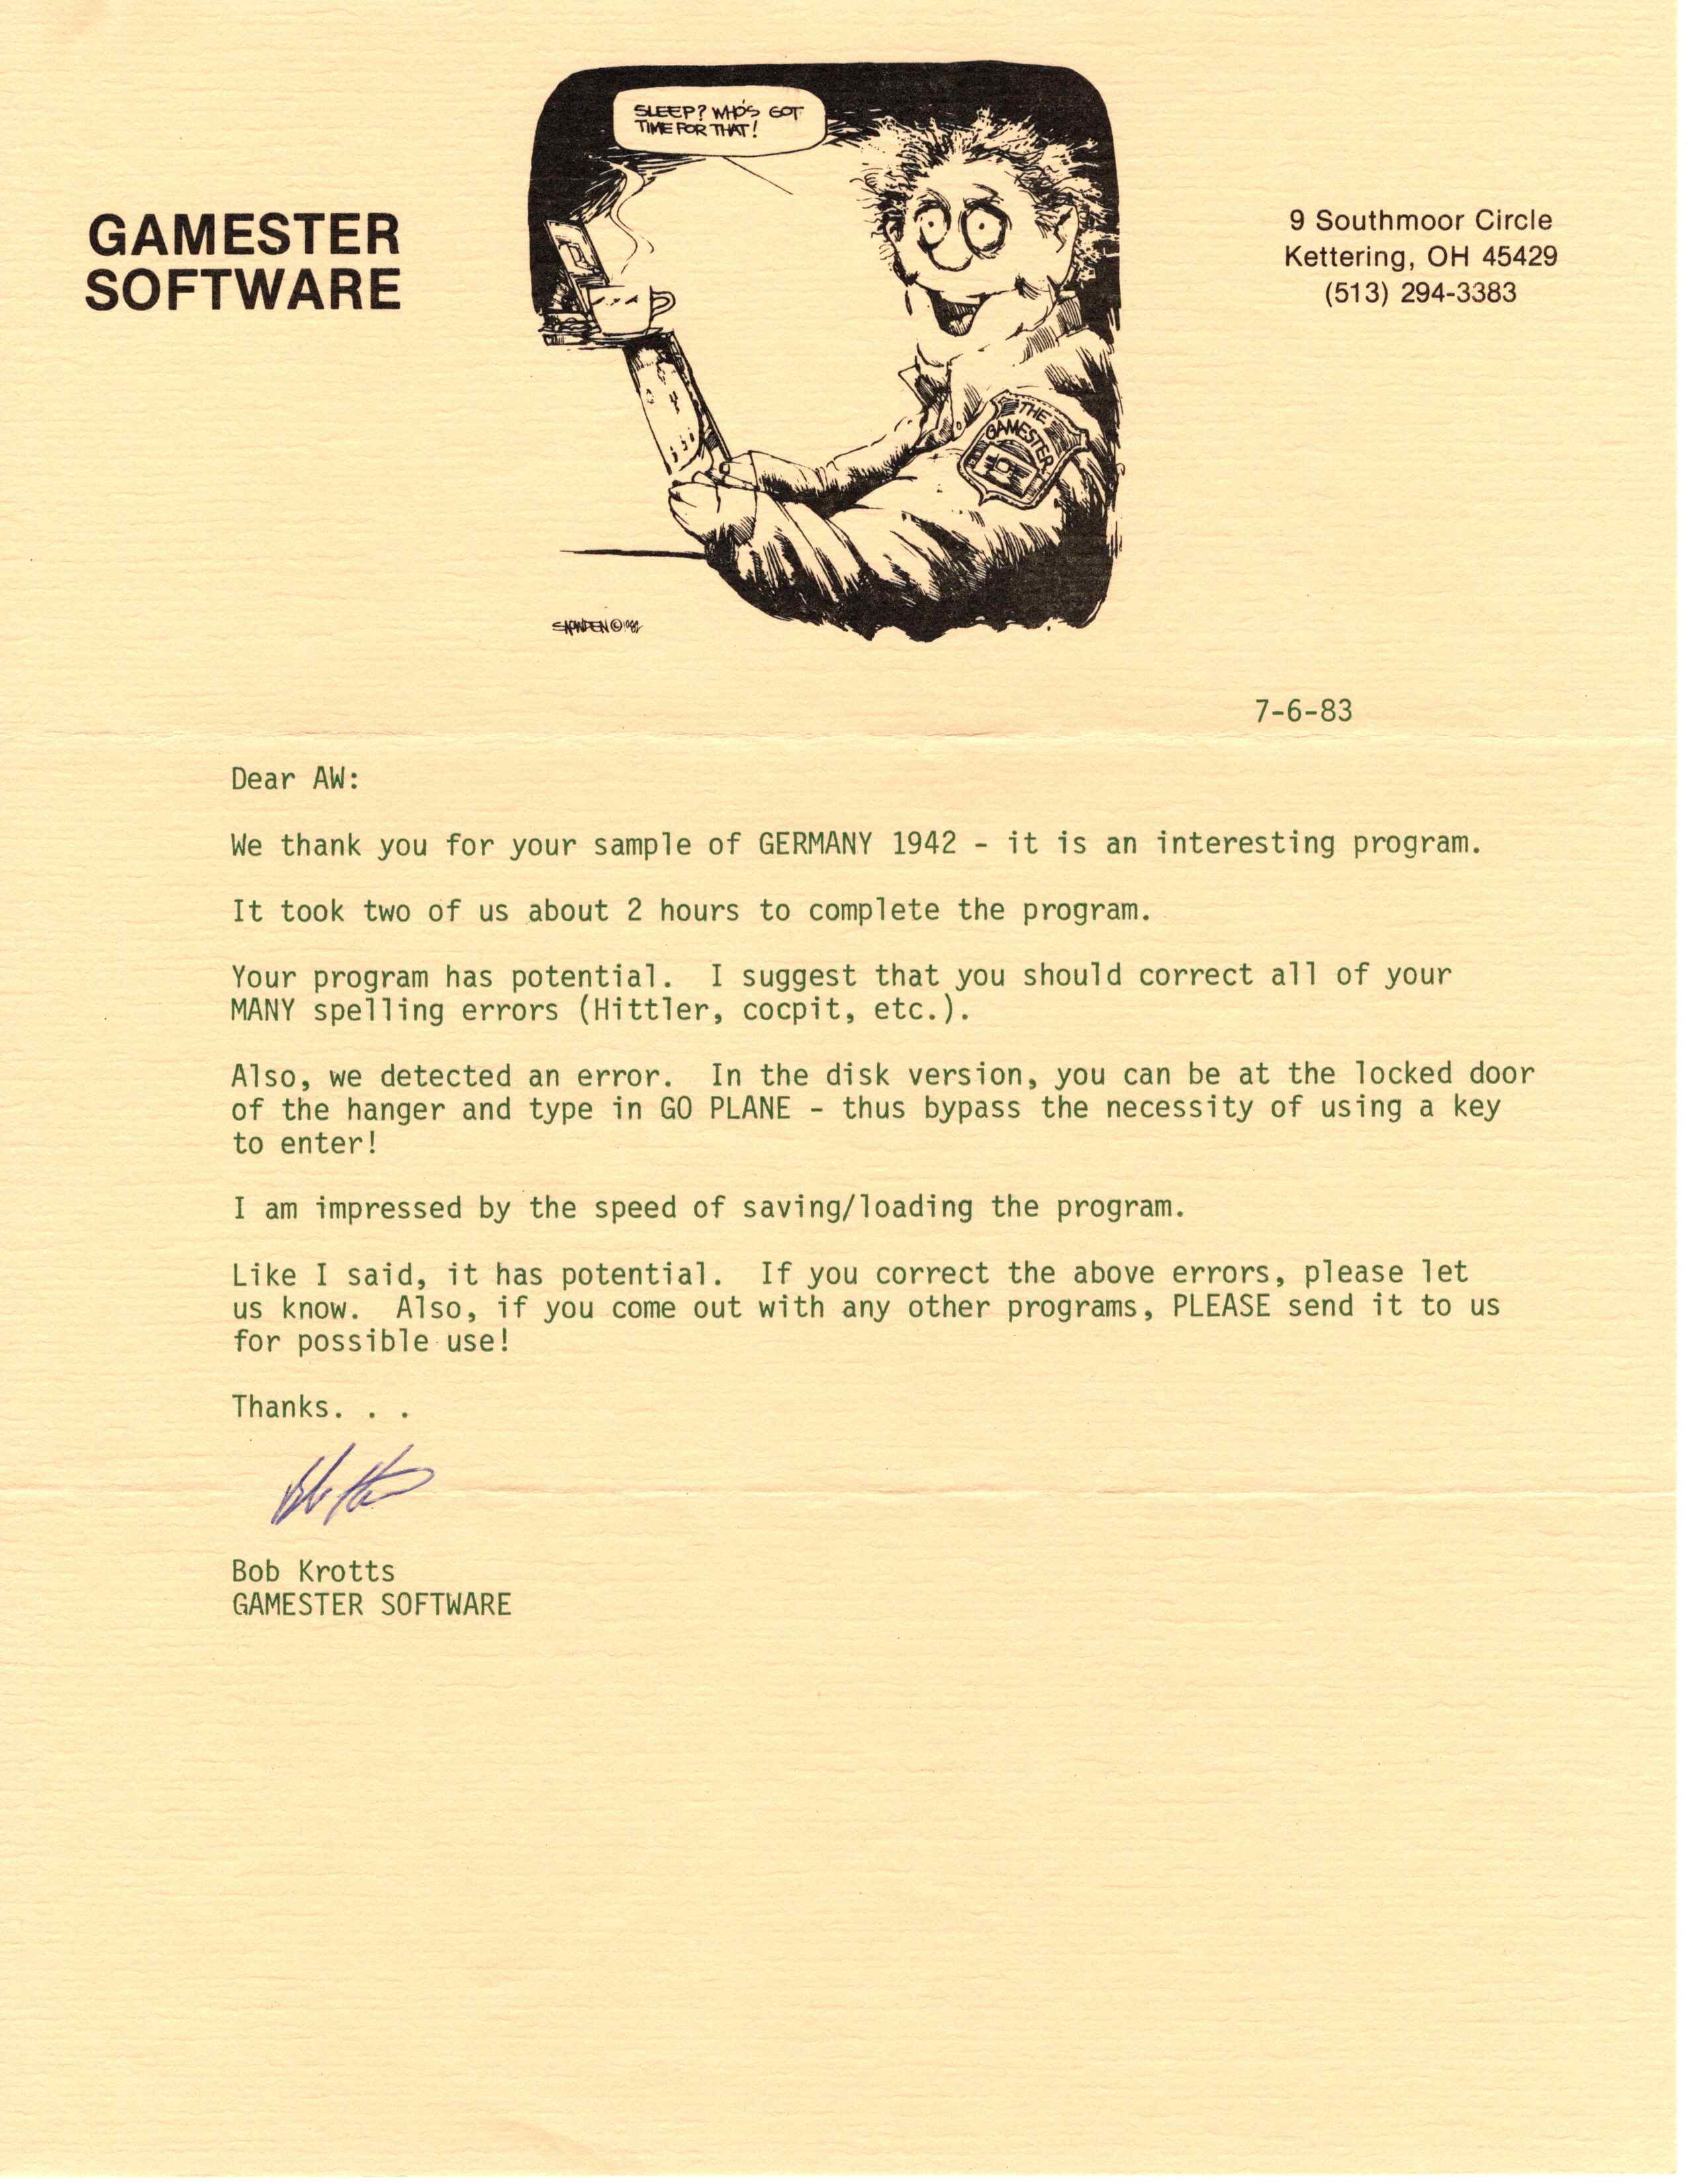 SLEEP? WHO'S GOT
TIME FOR THAT!
GAMESTER
SOFTWARE
9 Southmoor Circle
Kettering, OH 45429
(513) 294-3383
THE
GAMESTER
© 1982
7-6-83
Dear AW:
We thank you for your sample of GERMANY 1942 - it is an interesting program.
It took two of us about 2 hours to complete the program.
Your program has potential.  I suggest that you should correct all of your
MANY spelling errors (Hittler, cocpit, etc.).
Also, we detected an error.  In the disk version, you can be at the locked door
of the hanger and type in GO PLANE - thus bypass the necessity of using a key
to enter!
I am impressed by the speed of saving/loading the program.
Like I said, it has potential.  If you correct the above errors, please let
us know.  Also, if you come out with any other programs, PLEASE send it to us
for possible use!
Thanks. . .
Bob Krotts
GAMESTER SOFTWARE